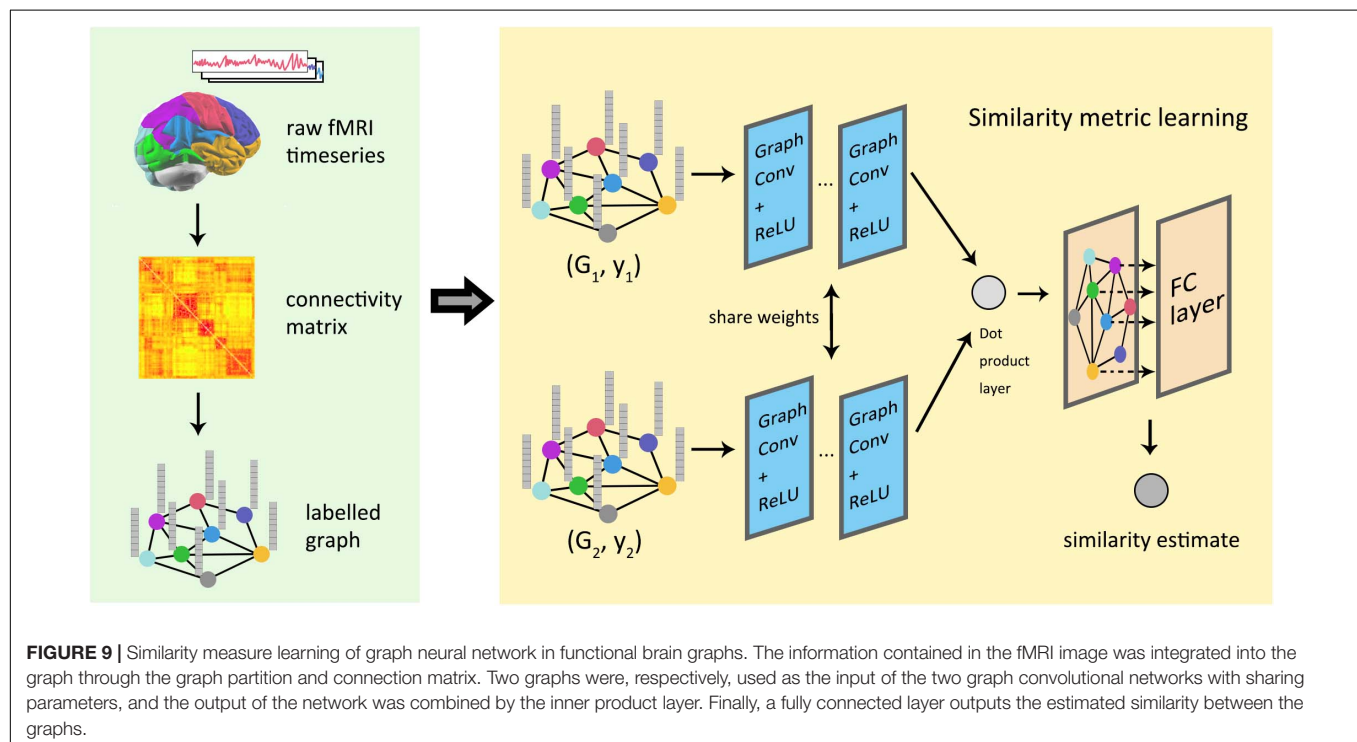 raw fMRI
timeseries
connectivity
matrix
labelled
graph
Similarity metric learning
(G₁, y₁)
Graph
Conv
+
ReLU
...
Graph
Conv
+
ReLU
share weights
(G₂, y₂)
Graph
Conv
+
ReLU
...
Graph
Conv
+
ReLU
Dot
product
layer
FC
layer
similarity estimate
FIGURE 9 | Similarity measure learning of graph neural network in functional brain graphs. The information contained in the fMRI image was integrated into the
graph through the graph partition and connection matrix. Two graphs were, respectively, used as the input of the two graph convolutional networks with sharing
parameters, and the output of the network was combined by the inner product layer. Finally, a fully connected layer outputs the estimated similarity between the
graphs.